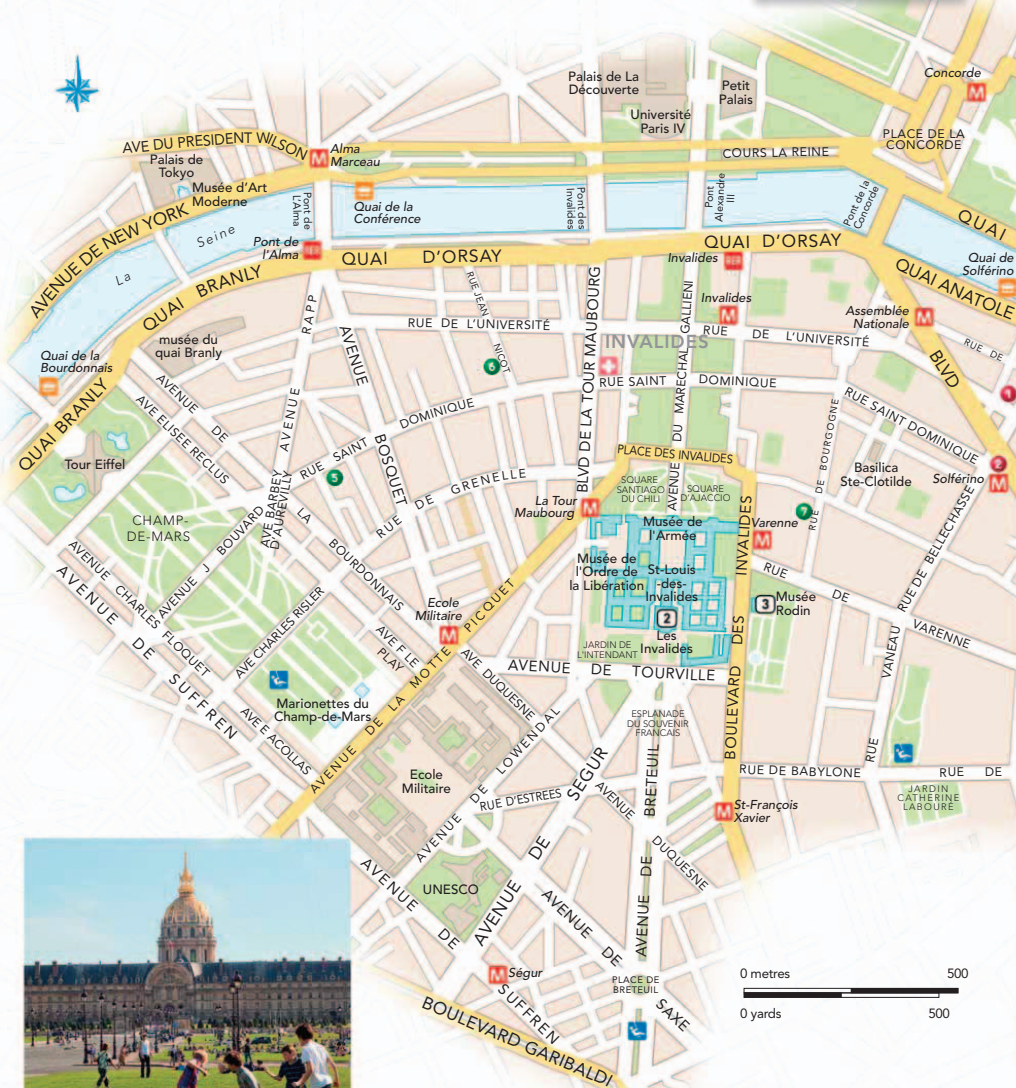 Concorde
M
Palais de La
Découverte
Petit
Palais
Université
Paris IV
PLACE DE LA
CONCORDE
AVE DU PRESIDENT WILSON
M
Alma
Marceau
COURS LA REINE
Palais de
Tokyo
Musée d'Art
Moderne
Pont de
l'Alma
Quai de la
Conférence
Pont des
Invalides
Pont
Alexandre
III
Pont de la
Concorde
AVENUE DE NEW YORK
La Seine
Pont de
l'Alma
QUAI D'ORSAY
QUAI D'ORSAY
QUAI
Quai de
Solférino
QUAI ANATOLE
Invalides
Invalides
M
Assemblée
Nationale
M
QUAI BRANLY
RUE JEAN NICOT
RAPP
AVENUE
RUE DE L'UNIVERSITÉ
BLVD DE LA TOUR MAUBOURG
INVALIDES
AVENUE DU MARECHAL GALLIENI
RUE DE L'UNIVERSITÉ
RUE DE
BLVD
musée du
quai Branly
Quai de la
Bourdonnais
6
RUE SAINT DOMINIQUE
RUE SAINT DOMINIQUE
1
QUAI BRANLY
AVENUE DE
AVE ELISEE RECLUS
AVENUE
RUE SAINT DOMINIQUE
BOSQUET
RUE DE BOURGOGNE
Tour Eiffel
PLACE DES INVALIDES
Basilica
Ste-Clotilde
2
Solférino
M
5
RUE DE GRENELLE
SQUARE
SANTIAGO
DU CHILI
SQUARE
D'AJACCIO
La Tour
Maubourg
M
7
AVE BARBEY
D'AUREVILLY
CHAMP-
DE-MARS
LA
BOURDONNAIS
AVENUE J BOUVARD
Musée de
l'Armée
Varenne
M
Musée de
l'Ordre de
la Libération
St-Louis
-des-
Invalides
2
Les
Invalides
3
Musée
Rodin
RUE DE VARENNE
RUE DE BELLECHASSE
AVENUE CHARLES FLOQUET
AVENUE DE SUFFREN
AVE CHARLES RISLER
Ecole
Militaire
M
AVENUE DE LA MOTTE PICQUET
AVE F LE
PLAY
JARDIN DE
L'INTENDANT
AVENUE DE TOURVILLE
BOULEVARD DES INVALIDES
RUE VANEAU
Marionettes du
Champ-de-Mars
AVE E ACOLLAS
AVE DUQUESNE
ESPLANADE
DU SOUVENIR
FRANCAIS
Ecole
Militaire
AVENUE DE LOWENDAL
RUE D'ESTREES
AVENUE DE SEGUR
AVENUE DUQUESNE
AVENUE DE BRETEUIL
RUE DE BABYLONE
RUE DE
JARDIN
CATHERINE
LABOURE
M
St-François
Xavier
UNESCO
AVENUE DE SUFFREN
AVENUE DE SAXE
M
Ségur
PLACE DE
BRETEUIL
BOULEVARD GARIBALDI
0 metres 500
0 yards 500